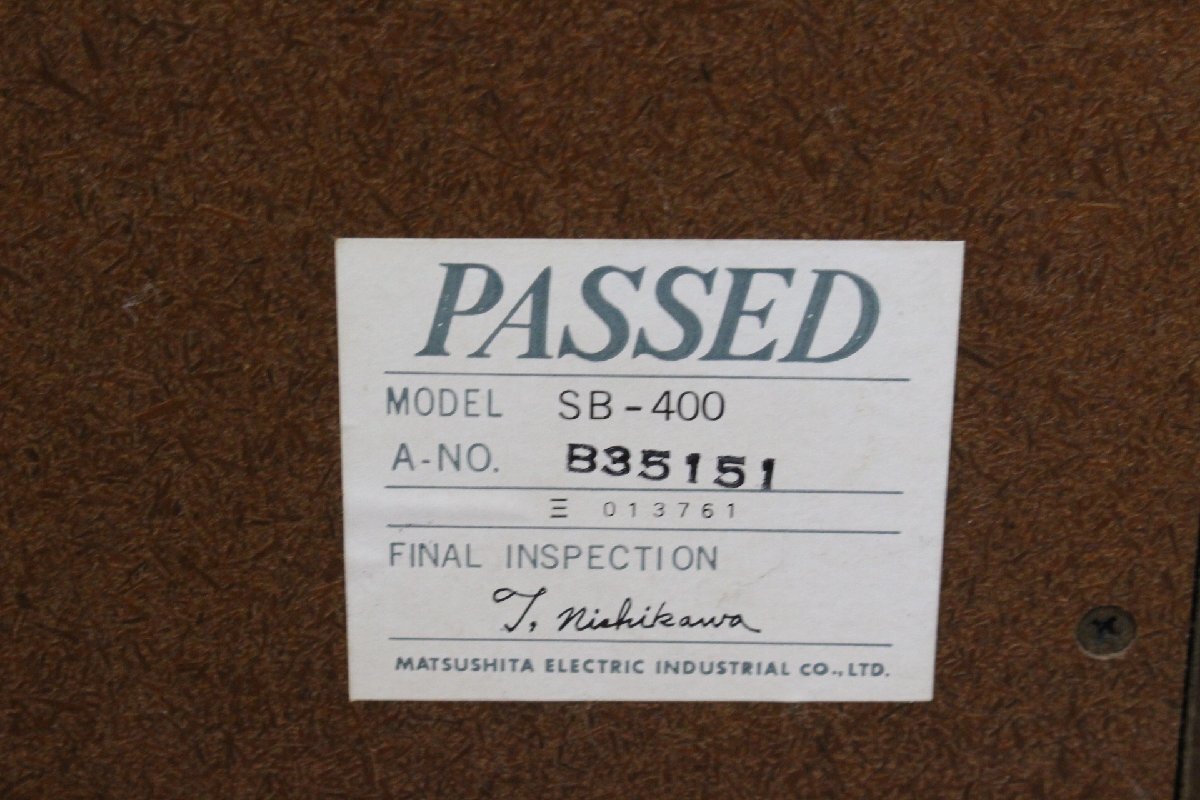 PASSED
MODEL SB-400
A-NO. B35151
三 013761
FINAL INSPECTION
T. Nishikawa
MATSUSHITA ELECTRIC INDUSTRIAL CO., LTD.